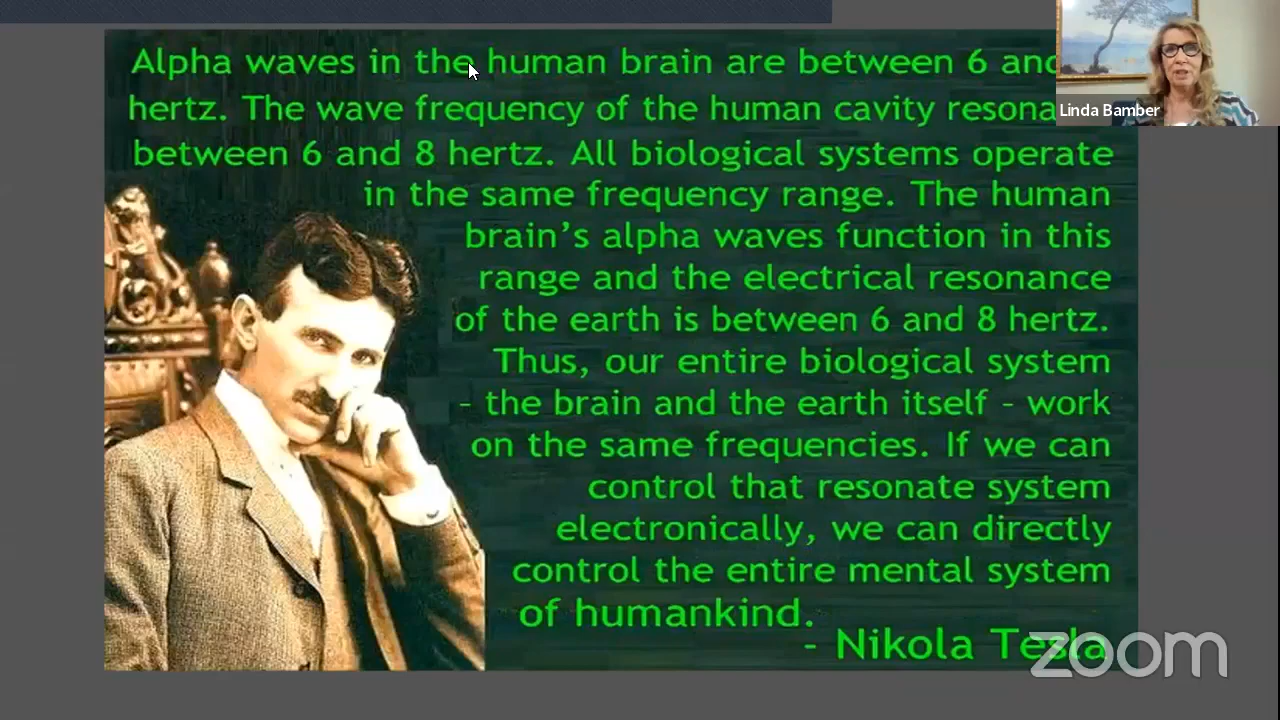 Alpha waves in the human brain are between 6 and
hertz. The wave frequency of the human cavity resona
between 6 and 8 hertz. All biological systems operate
in the same frequency range. The human
brain's alpha waves function in this
range and the electrical resonance
of the earth is between 6 and 8 hertz.
Thus, our entire biological system
– the brain and the earth itself – work
on the same frequencies. If we can
control that resonate system
electronically, we can directly
control the entire mental system
of humankind.
- Nikola Tesla
Linda Bamber
zoom